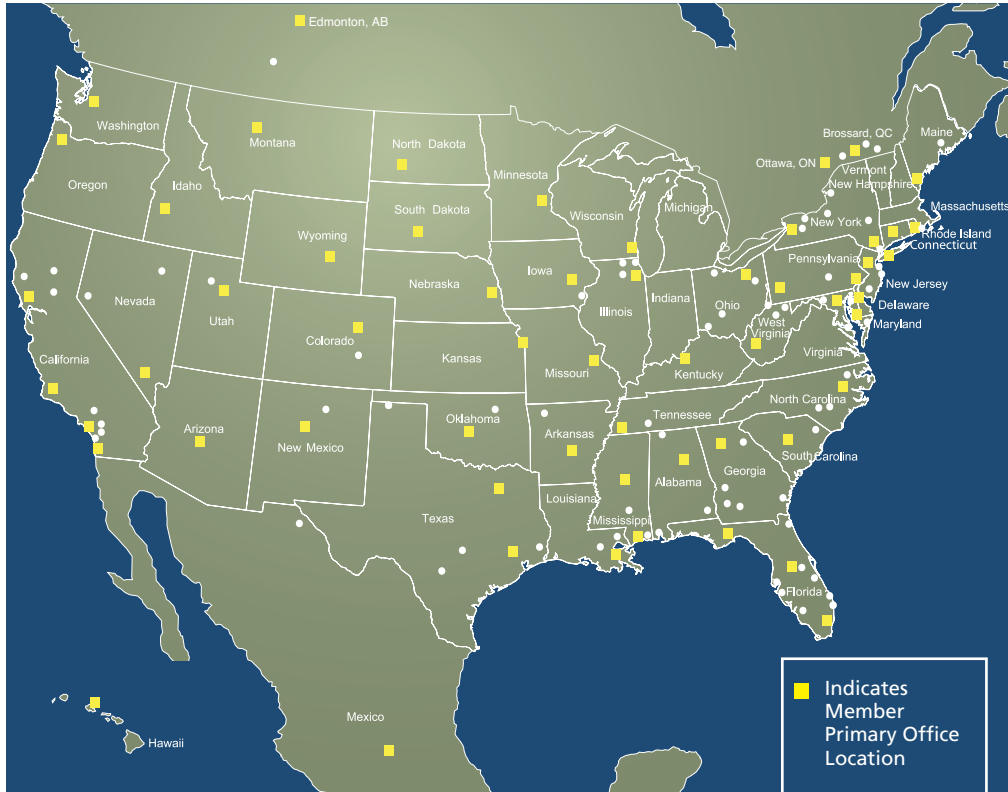 Edmonton, AB
Washington
Montana
North Dakota
Minnesota
Brossard, QC
Maine
Ottawa, ON
Vermont
New Hampshire
Oregon
Idaho
South Dakota
Wisconsin
Michigan
Massachusetts
New York
Rhode Island
Connecticut
Wyoming
Pennsylvania
Iowa
Nebraska
New Jersey
Nevada
Utah
Illinois
Indiana
Ohio
Delaware
West
Virginia
Maryland
Colorado
California
Kansas
Missouri
Kentucky
Virginia
North Carolina
Tennessee
Oklahoma
Arizona
New Mexico
Arkansas
South Carolina
Georgia
Alabama
Louisiana
Texas
Mississippi
Florida
Mexico
Hawaii
Indicates
Member
Primary Office
Location